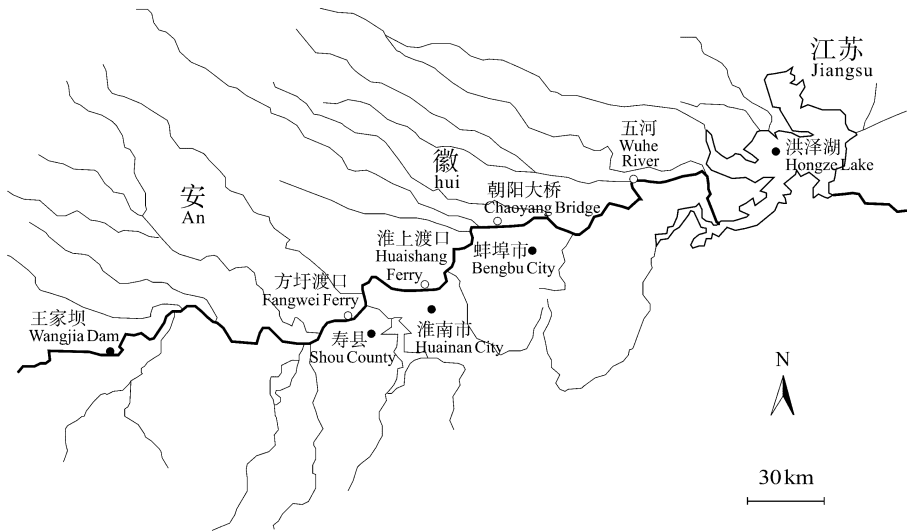 江苏
Jiangsu
五河
Wuhe
River
洪泽湖
Hongze Lake
徽
hui
安
An
朝阳大桥
Chaoyang Bridge
淮上渡口
Huaishang
Ferry
蚌埠市
Bengbu City
方圩渡口
Fangwei Ferry
王家坝
Wangjia Dam
寿县
Shou County
淮南市
Huainan City
N
30 km